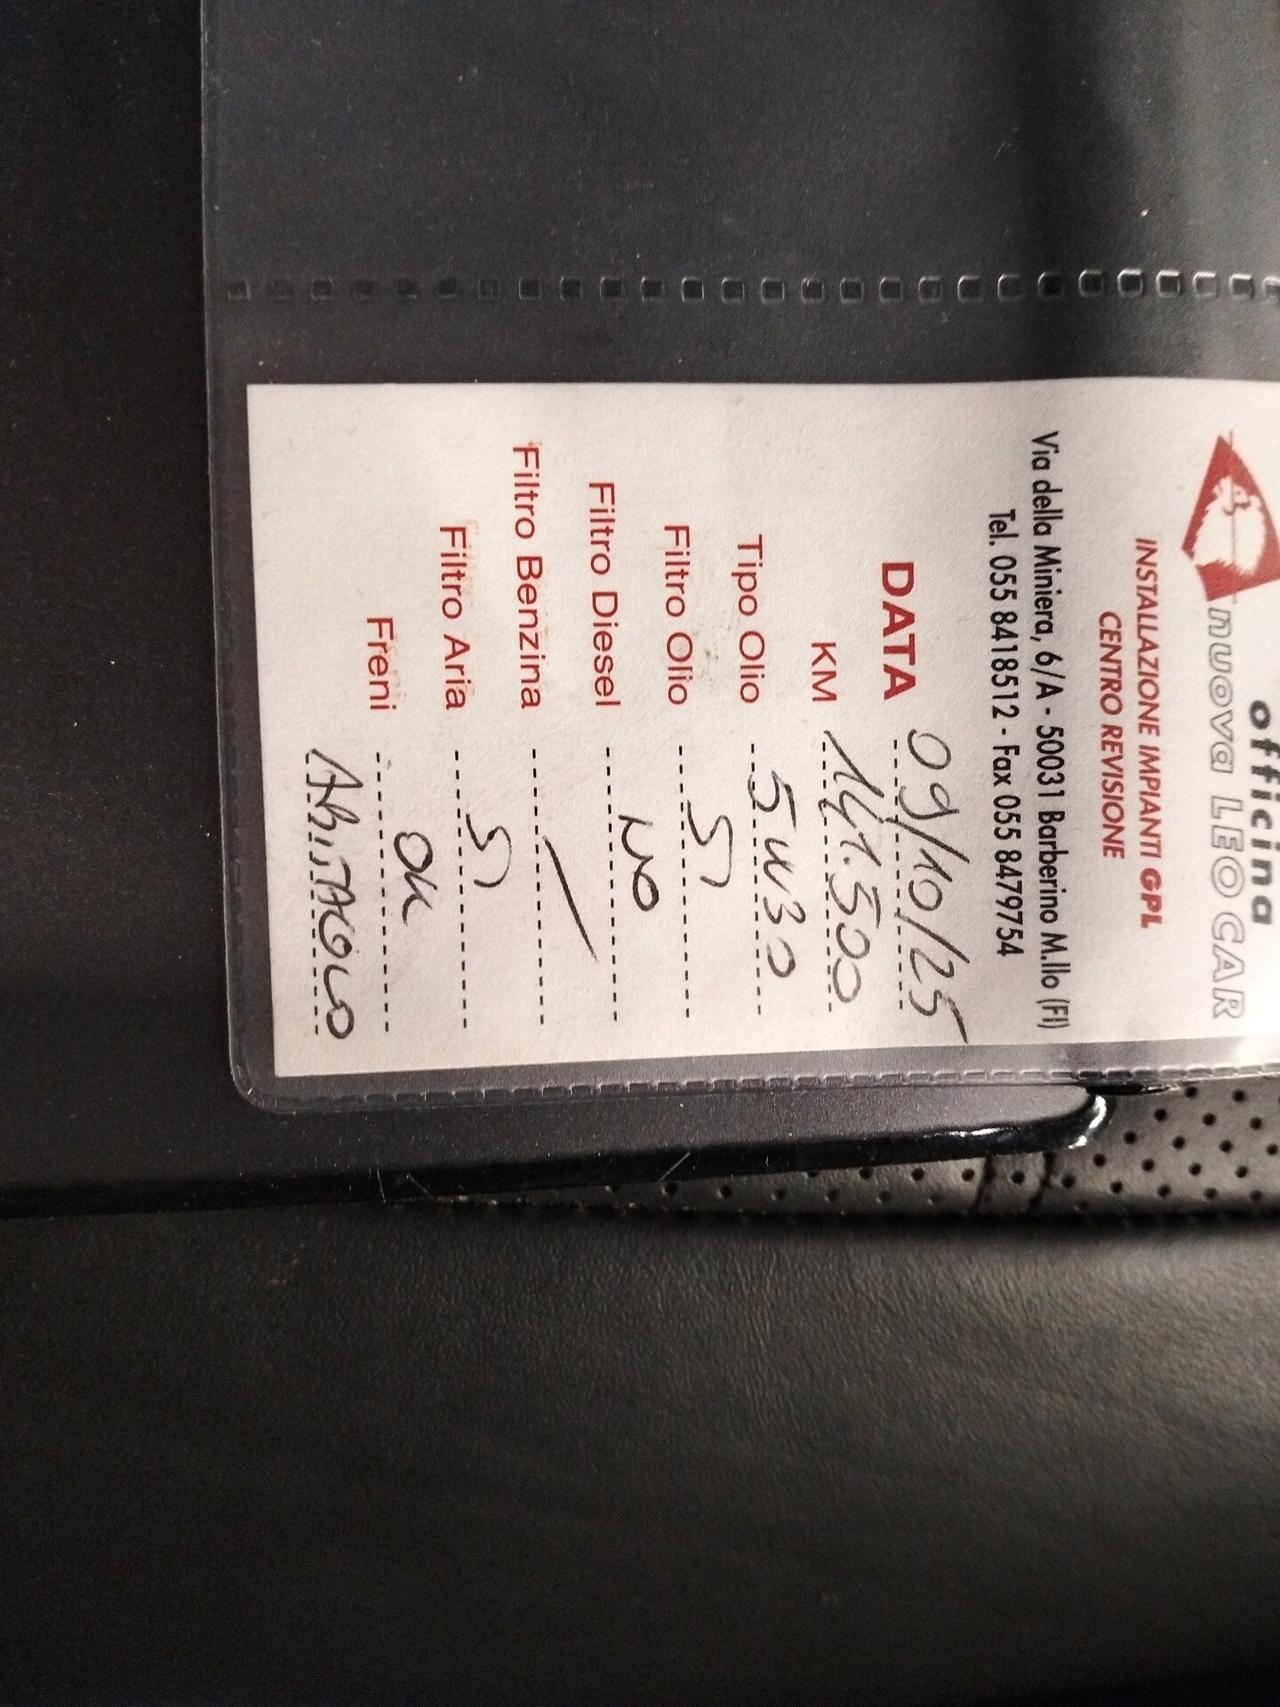 officina
nuova LEO CAR
INSTALLAZIONE IMPIANTI GPL
CENTRO REVISIONE
Via della Miniera, 6/A - 50031 Barberino M.llo (FI)
Tel. 055 8418512 - Fax 055 8479754
DATA 09/10/25
KM 141.500
Tipo Olio 5W30
Filtro Olio SI
Filtro Diesel NO
Filtro Benzina /
Filtro Aria SI
Freni OK
ABITACOLO